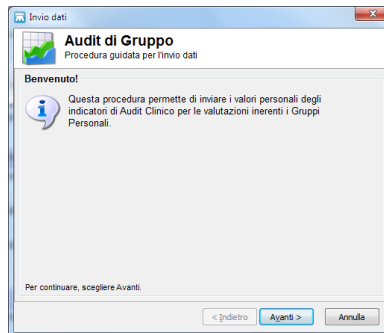 Invio dati
Audit di Gruppo
Procedura guidata per l'invio dati
Benvenuto!
Questa procedura permette di inviare i valori personali degli
indicatori di Audit Clinico per le valutazioni inerenti i Gruppi
Personali.
Per continuare, scegliere Avanti.
< Indietro
Avanti >
Annulla